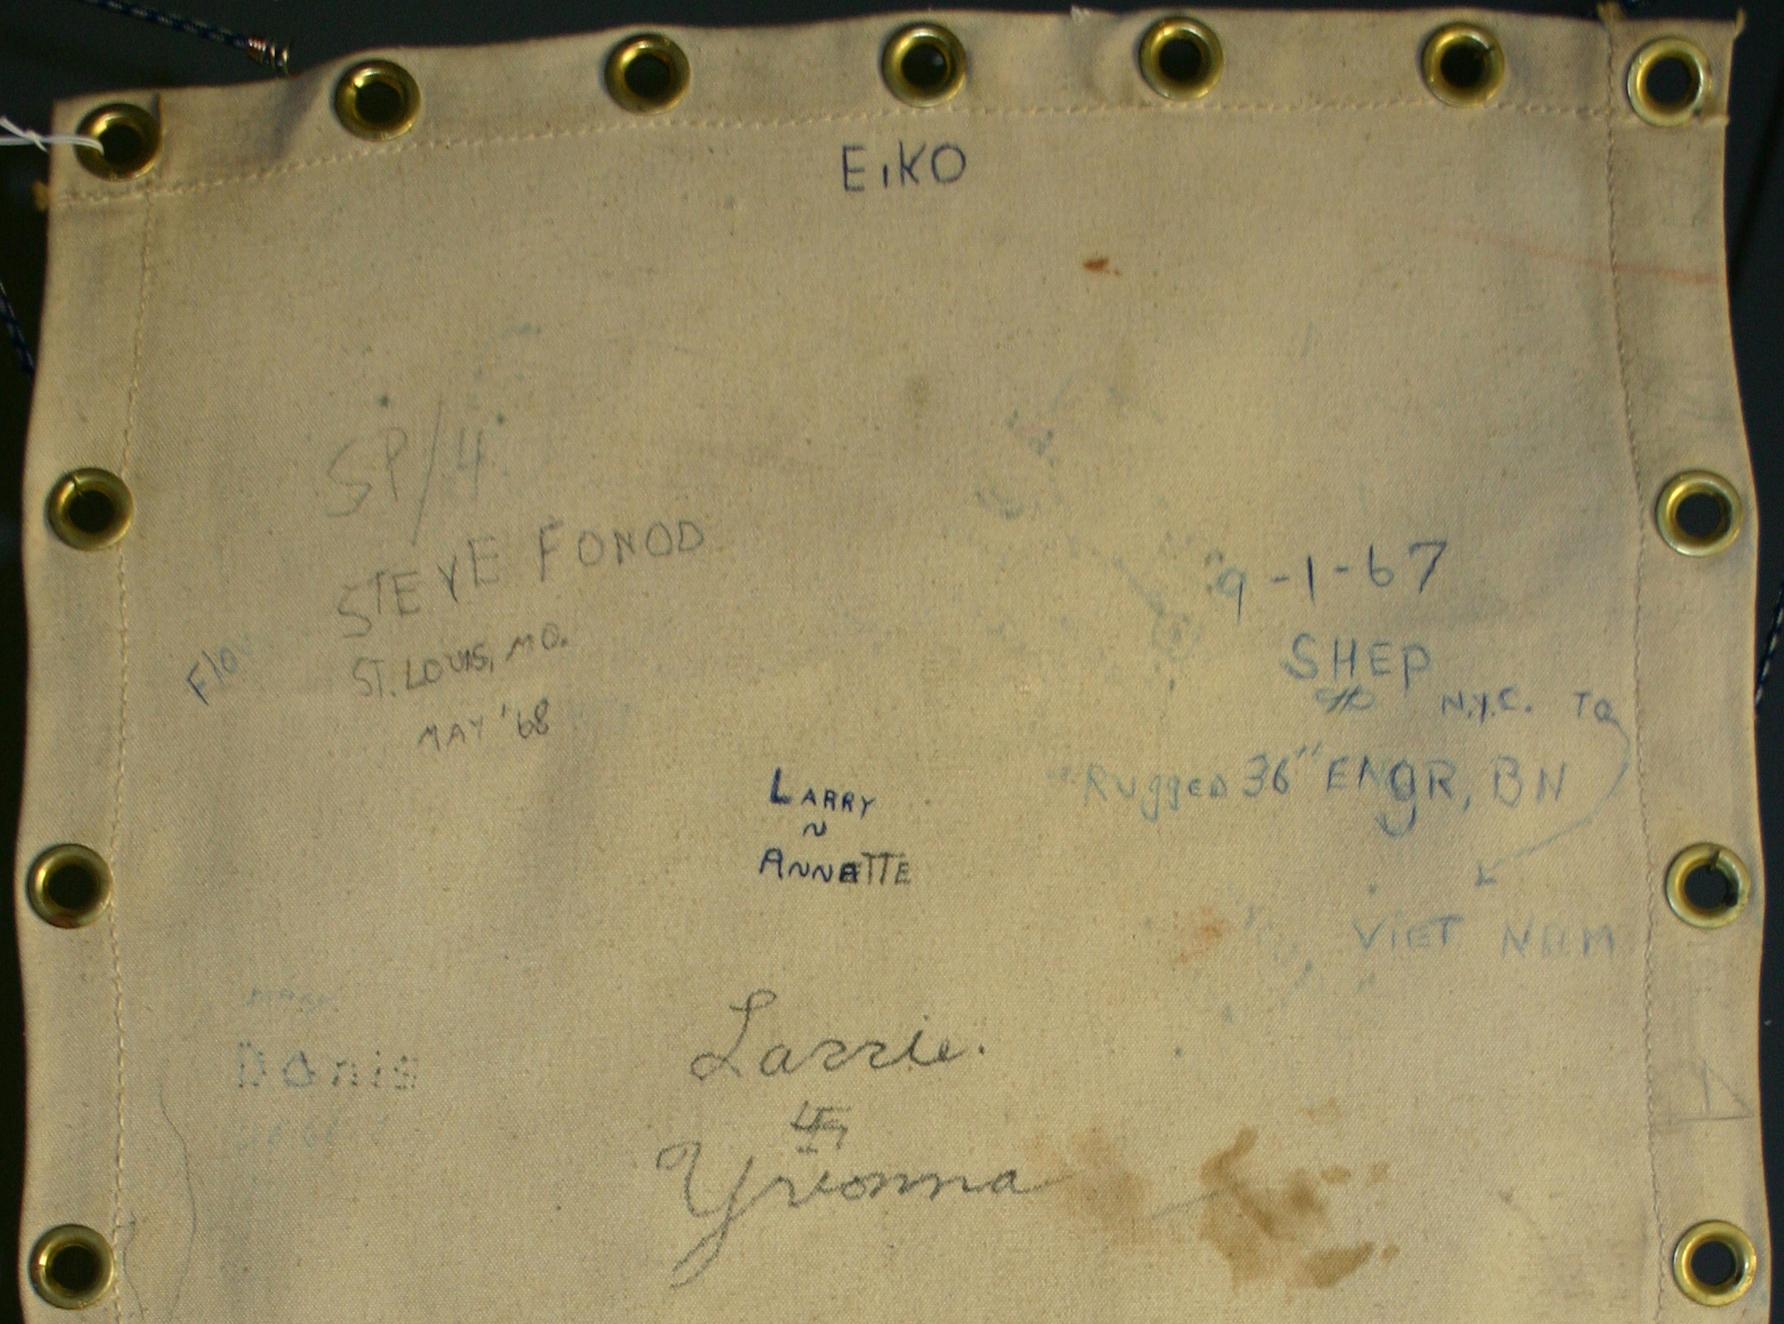 EiKO
SP/4
STEVE FONOD
ST. LOUIS, MO.
MAY '68
Flo
9-1-67
SHEP
N.Y.C. TO
Rugged 36" ENgR, BN
VIET NAM
LARRY
~
ANNETTE
Donis
Larrie.
Yvonna